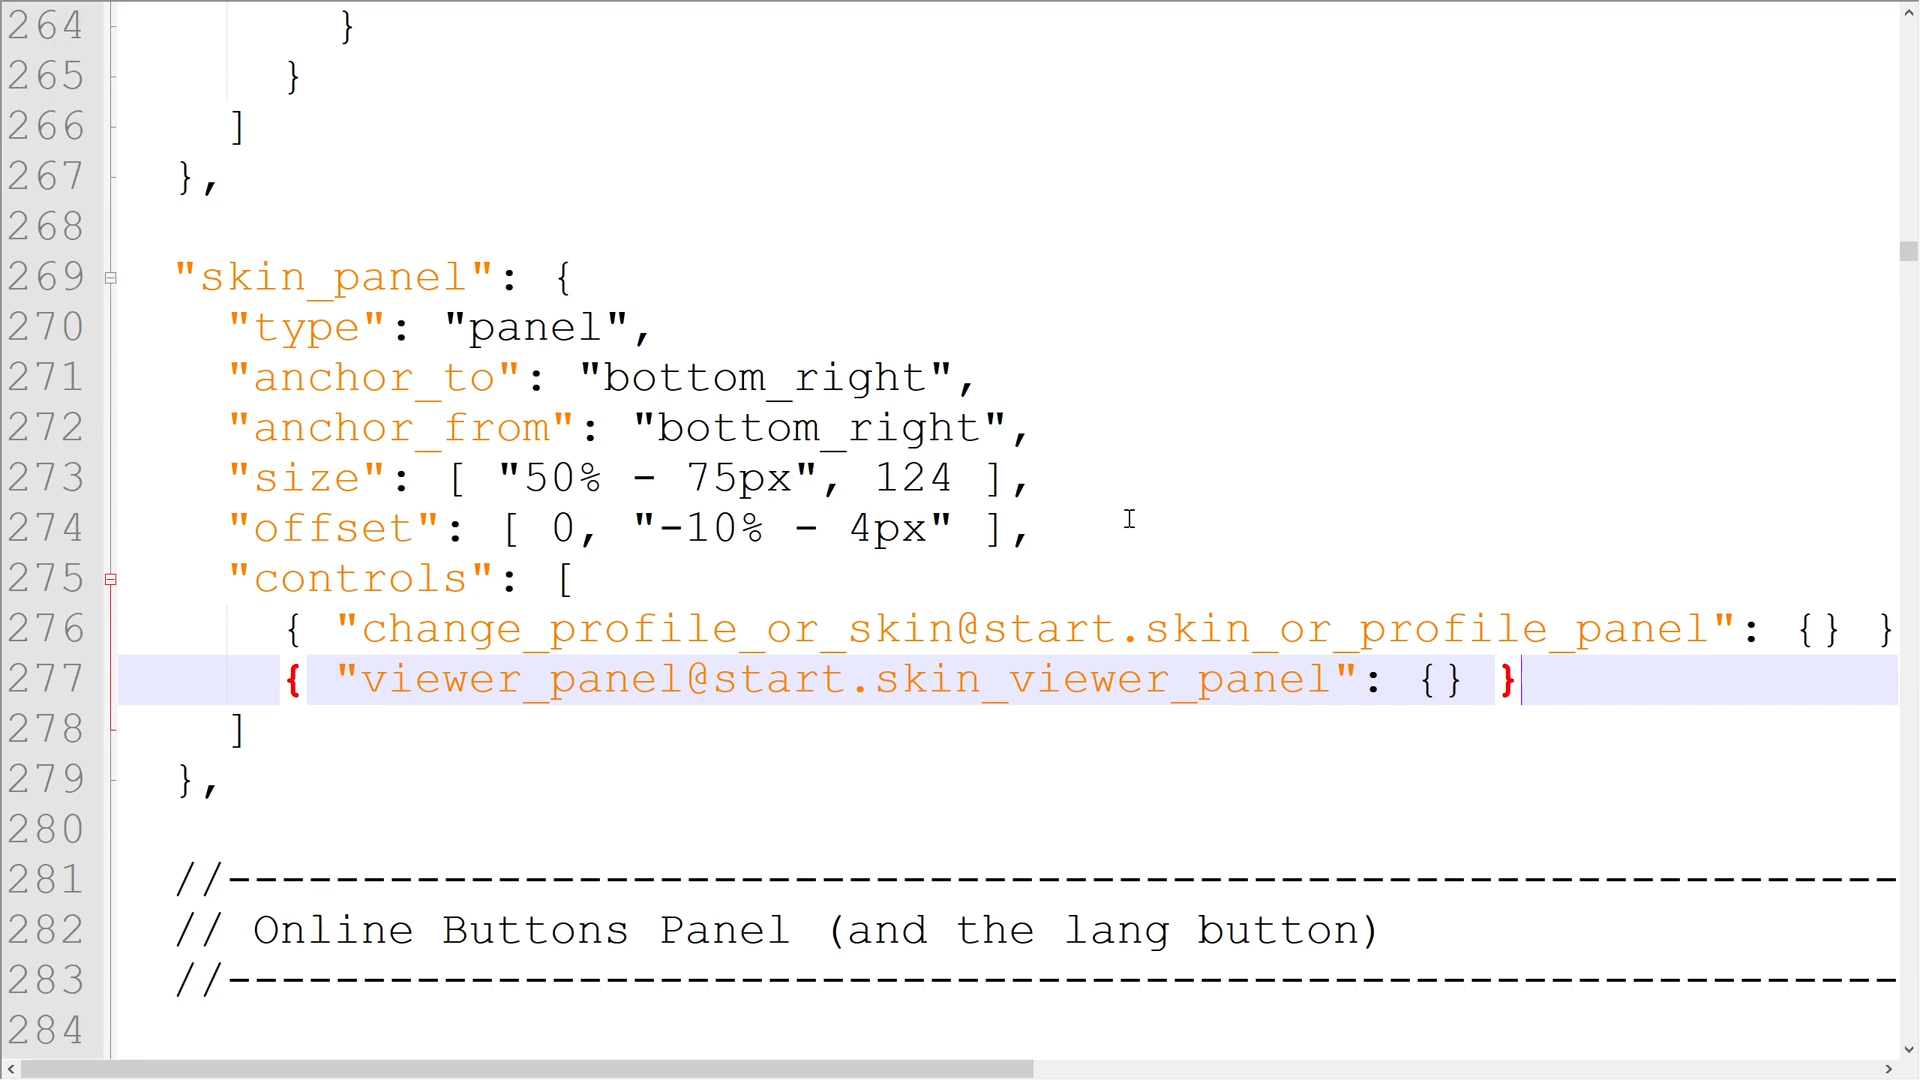 264 }
265 }
266 ]
267 },
268
269 "skin_panel": {
270 "type": "panel",
271 "anchor_to": "bottom_right",
272 "anchor_from": "bottom_right",
273 "size": [ "50% - 75px", 124 ],
274 "offset": [ 0, "-10% - 4px" ],
275 "controls": [
276 { "change_profile_or_skin@start.skin_or_profile_panel": {} }
277 { "viewer_panel@start.skin_viewer_panel": {} }
278 ]
279 },
280
281 //--------------------------------------------------------------
282 // Online Buttons Panel (and the lang button)
283 //--------------------------------------------------------------
284